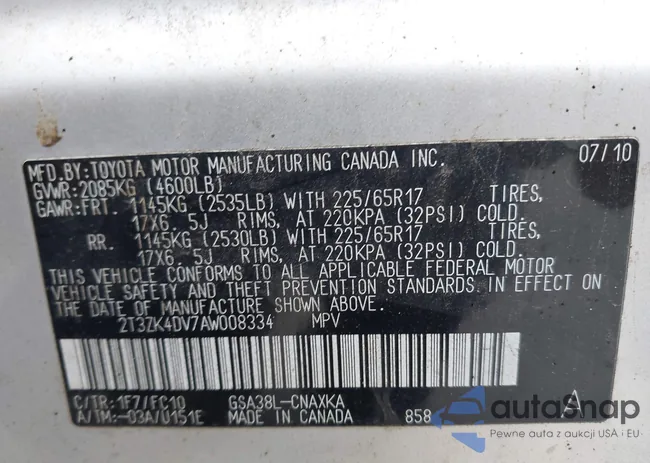 MFD.BY:TOYOTA MOTOR MANUFACTURING CANADA INC. 07/10
GVWR:2085KG (4600LB)
GAWR:FRT. 1145KG (2535LB) WITH 225/65R17 TIRES,
17X6. 5J RIMS, AT 220KPA (32PSI) COLD.
RR. 1145KG (2530LB) WITH 225/65R17 TIRES,
17X6. 5J RIMS, AT 220KPA (32PSI) COLD.
THIS VEHICLE CONFORMS TO ALL APPLICABLE FEDERAL MOTOR
VEHICLE SAFETY AND THEFT PREVENTION STANDARDS IN EFFECT ON
THE DATE OF MANUFACTURE SHOWN ABOVE.
2T3ZK4DV7AW008334 MPV
C/TR:1F7/FC10 GSA38L-CNAXKA A
A/TM:-03A/U151E MADE IN CANADA 858
autoSnap
Pewne auta z aukcji USA i EU